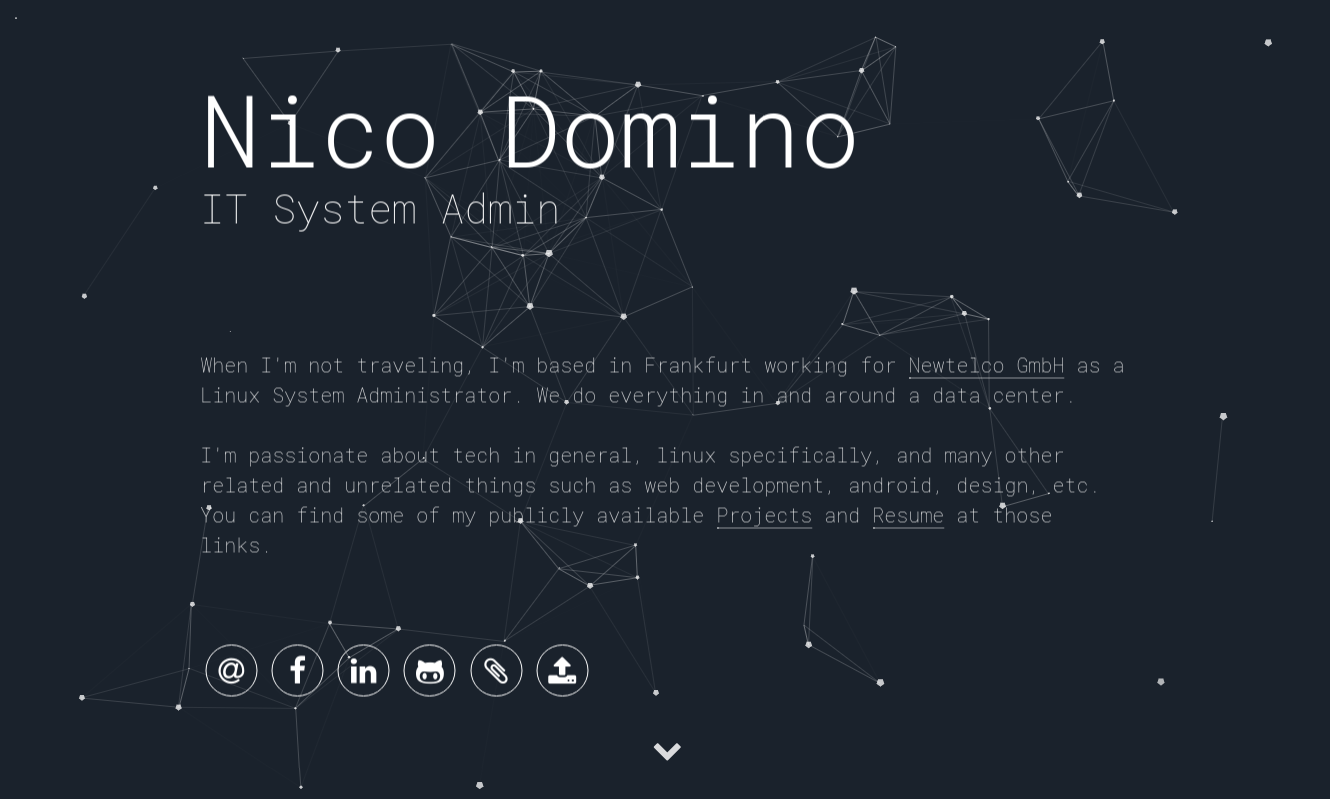 Nico Domino
IT System Admin
When I'm not traveling, I'm based in Frankfurt working for Newtelco GmbH as a
Linux System Administrator. We do everything in and around a data center.
I'm passionate about tech in general, linux specifically, and many other
related and unrelated things such as web development, android, design, etc.
You can find some of my publicly available Projects and Resume at those
links.